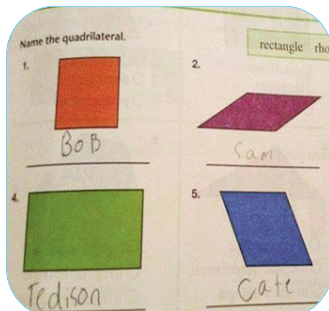 Name the quadrilateral.
rectangle rho
1.
2.
BoB
Sam
4.
5.
Tedison
Cate